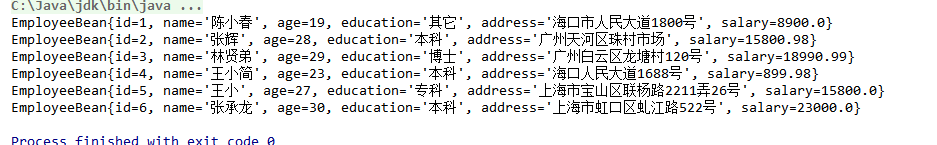 C:\Java\jdk\bin\java ...
EmployeeBean{id=1, name='陈小春', age=19, education='其它', address='海口市人民大道1800号', salary=8900.0}
EmployeeBean{id=2, name='张辉', age=28, education='本科', address='广州天河区珠村市场', salary=15800.98}
EmployeeBean{id=3, name='林贤弟', age=29, education='博士', address='广州白云区龙塘村120号', salary=18990.99}
EmployeeBean{id=4, name='王小简', age=23, education='本科', address='海口人民大道1688号', salary=899.98}
EmployeeBean{id=5, name='王小', age=27, education='专科', address='上海市宝山区联杨路2211弄26号', salary=15800.0}
EmployeeBean{id=6, name='张承龙', age=30, education='本科', address='上海市虹口区虬江路522号', salary=23000.0}
Process finished with exit code 0